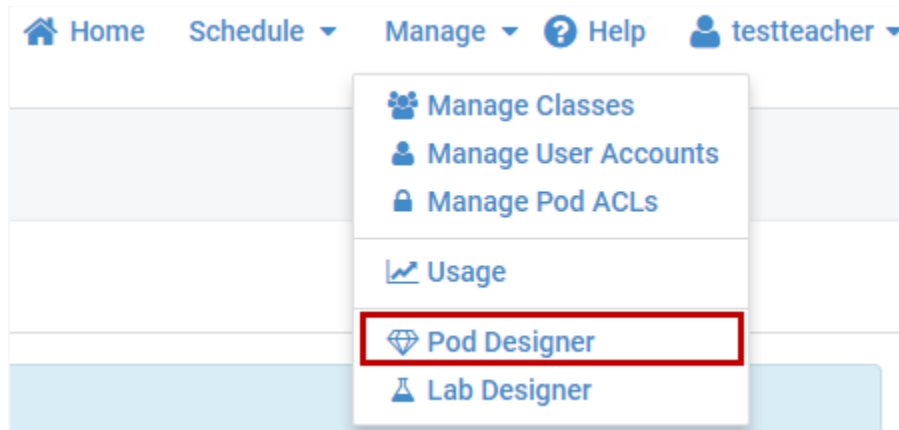 Home Schedule Manage Help testteacher
Manage Classes
Manage User Accounts
Manage Pod ACLs
Usage
Pod Designer
Lab Designer